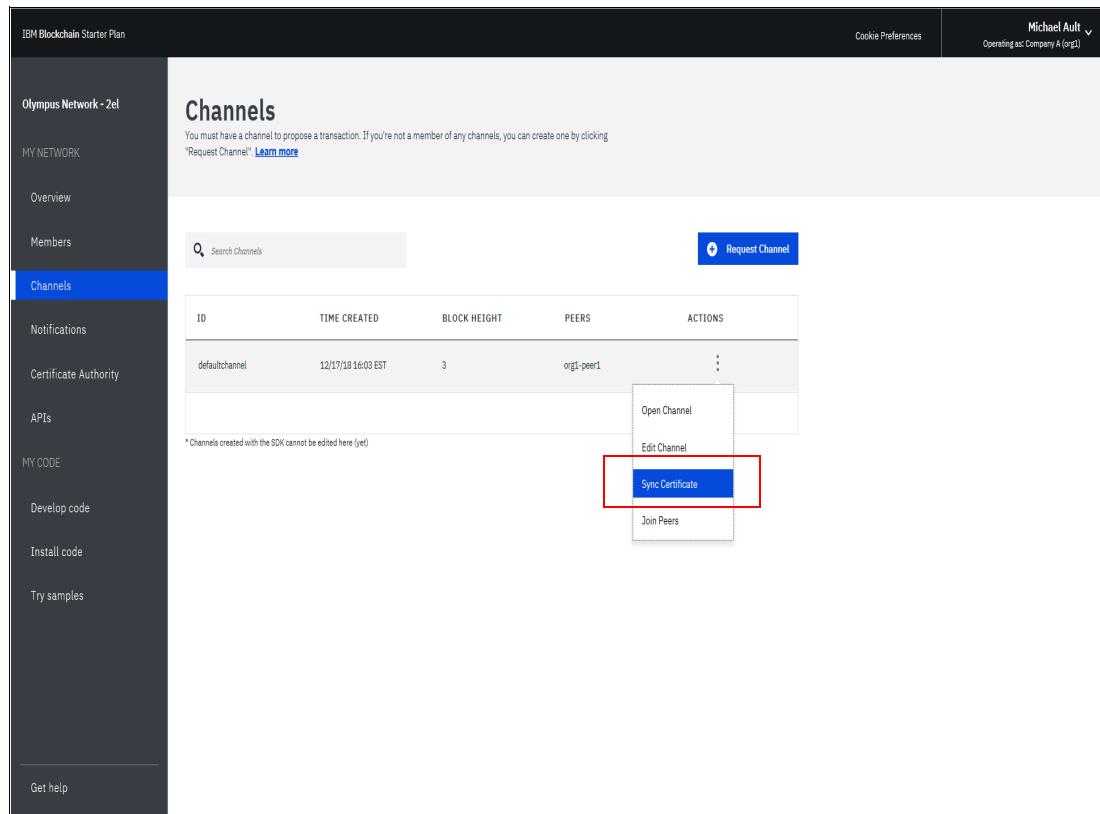 IBM Blockchain Starter Plan
Cookie Preferences
Michael Ault
Operating as: Company A (org1)
Olympus Network - 2el
MY NETWORK
Overview
Members
Channels
Notifications
Certificate Authority
APIs
MY CODE
Develop code
Install code
Try samples
Get help
Channels
You must have a channel to propose a transaction. If you're not a member of any channels, you can create one by clicking
"Request Channel". Learn more
Search Channels
Request Channel
ID TIME CREATED BLOCK HEIGHT PEERS ACTIONS
defaultchannel 12/17/18 16:03 EST 3 org1-peer1
Open Channel
Edit Channel
Sync Certificate
Join Peers
* Channels created with the SDK cannot be edited here (yet)